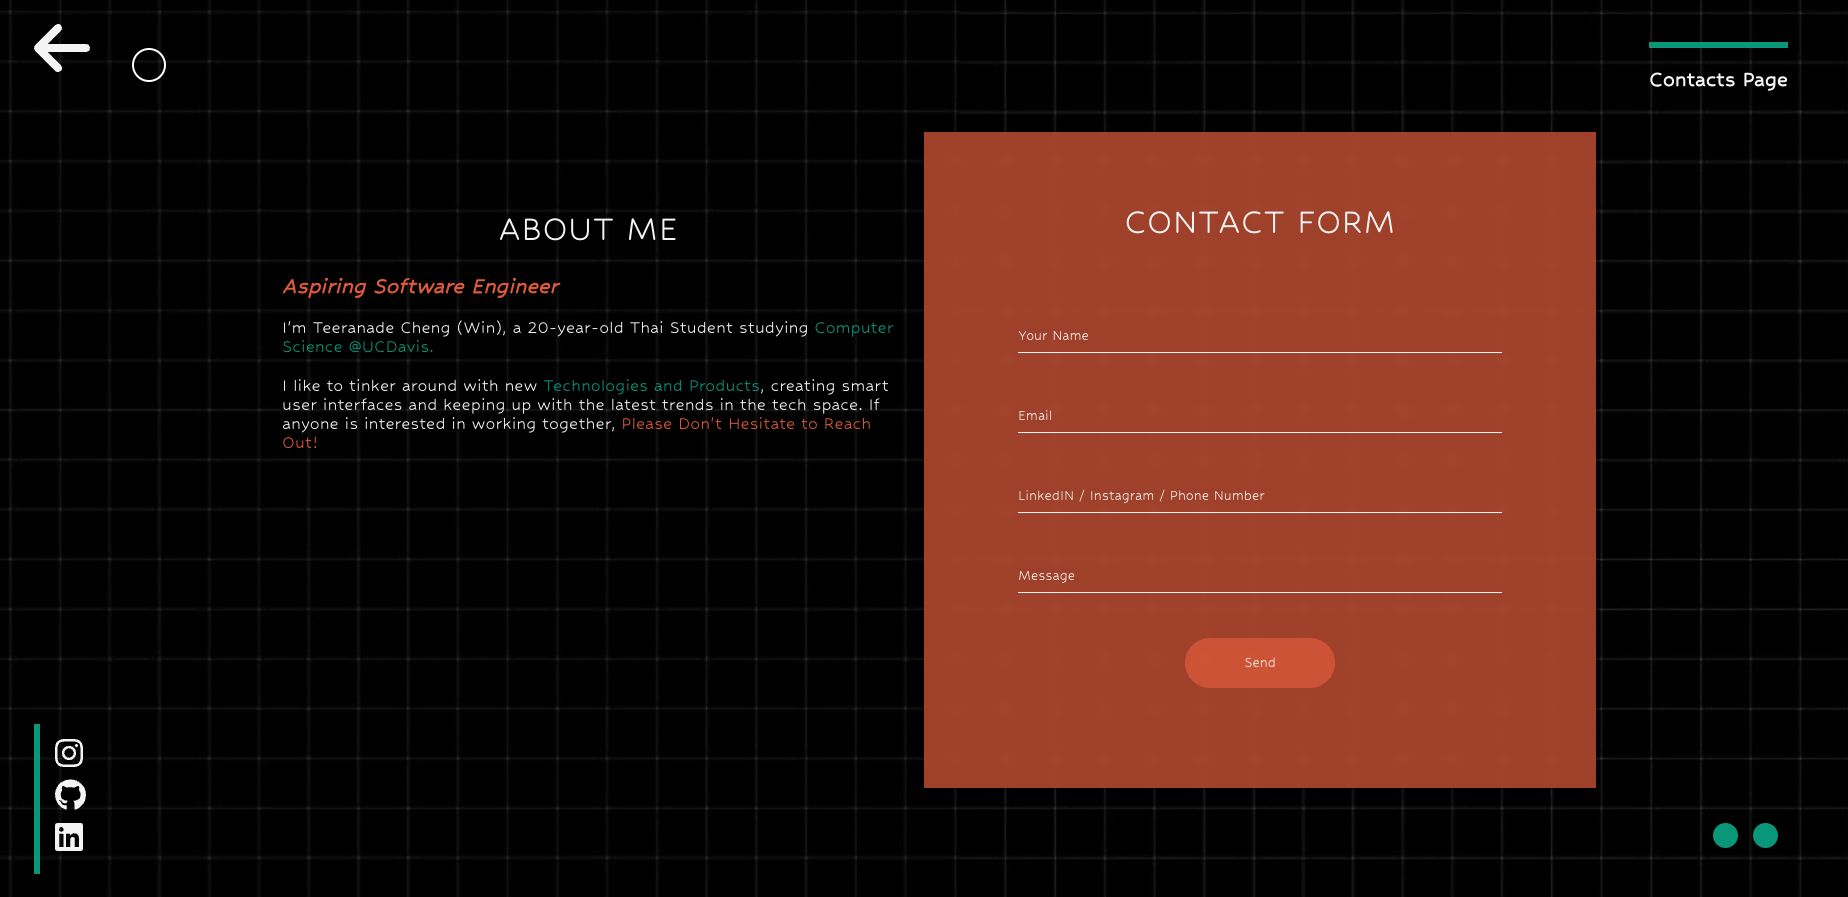 Contacts Page
ABOUT ME
Aspiring Software Engineer
I'm Teeranade Cheng (Win), a 20-year-old Thai Student studying Computer
Science @UCDavis.
I like to tinker around with new Technologies and Products, creating smart
user interfaces and keeping up with the latest trends in the tech space. If
anyone is interested in working together, Please Don't Hesitate to Reach
Out!
CONTACT FORM
Your Name
Email
LinkedIN / Instagram / Phone Number
Message
Send
in